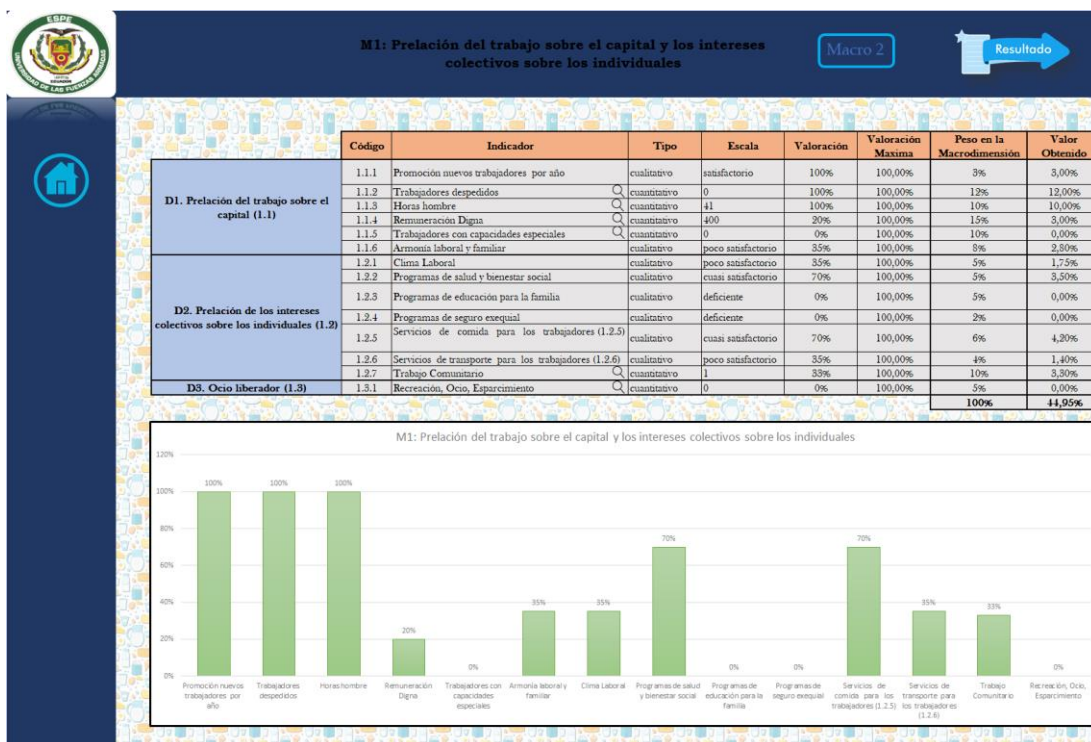 ESPE
UNIVERSIDAD DE LAS FUERZAS ARMADAS
ECUADOR
M1: Prelación del trabajo sobre el capital y los intereses
colectivos sobre los individuales
Macro 2
Resultado
Código Indicador Tipo Escala Valoración Valoración Maxima Peso en la Macrodimensión Valor Obtenido
D1. Prelación del trabajo sobre el capital (1.1)
1.1.1 Promoción nuevos trabajadores por año cualitativo satisfactorio 100% 100,00% 3% 3,00%
1.1.2 Trabajadores despedidos cuantitativo 0 100% 100,00% 12% 12,00%
1.1.3 Horas hombre cuantitativo 41 100% 100,00% 10% 10,00%
1.1.4 Remuneración Digna cuantitativo 400 20% 100,00% 15% 3,00%
1.1.5 Trabajadores con capacidades especiales cuantitativo 0 0% 100,00% 10% 0,00%
1.1.6 Armonía laboral y familiar cualitativo poco satisfactorio 35% 100,00% 8% 2,80%
D2. Prelación de los intereses colectivos sobre los individuales (1.2)
1.2.1 Clima Laboral cualitativo poco satisfactorio 35% 100,00% 5% 1,75%
1.2.2 Programas de salud y bienestar social cualitativo cuasi satisfactorio 70% 100,00% 5% 3,50%
1.2.3 Programas de educación para la familia cualitativo deficiente 0% 100,00% 5% 0,00%
1.2.4 Programas de seguro exequial cualitativo deficiente 0% 100,00% 2% 0,00%
1.2.5 Servicios de comida para los trabajadores (1.2.5) cualitativo cuasi satisfactorio 70% 100,00% 6% 4,20%
1.2.6 Servicios de transporte para los trabajadores (1.2.6) cualitativo poco satisfactorio 35% 100,00% 4% 1,40%
1.2.7 Trabajo Comunitario cuantitativo 1 33% 100,00% 10% 3,30%
D3. Ocio liberador (1.3)
1.3.1 Recreación, Ocio, Esparcimiento cuantitativo 0 0% 100,00% 5% 0,00%
100% 44,95%
M1: Prelación del trabajo sobre el capital y los intereses colectivos sobre los individuales
120%
100%
80%
60%
40%
20%
0%
100% 100% 100% 20% 0% 35% 35% 70% 0% 0% 70% 35% 33% 0%
Promoción nuevos trabajadores por año
Trabajadores despedidos
Horas hombre
Remuneración Digna
Trabajadores con capacidades especiales
Armonía laboral y familiar
Clima Laboral
Programas de salud y bienestar social
Programas de educación para la familia
Programas de seguro exequial
Servicios de comida para los trabajadores (1.2.5)
Servicios de transporte para los trabajadores (1.2.6)
Trabajo Comunitario
Recreación, Ocio, Esparcimiento